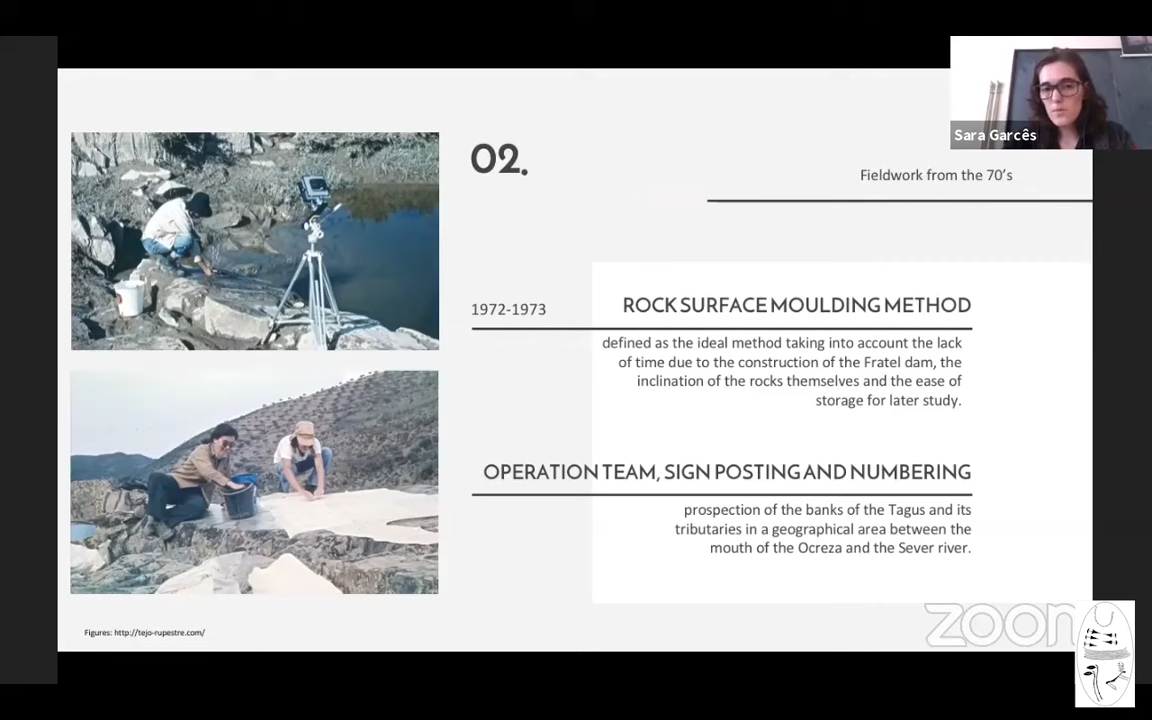 Sara Garcês
02.
Fieldwork from the 70's
1972-1973
ROCK SURFACE MOULDING METHOD
defined as the ideal method taking into account the lack
of time due to the construction of the Fratel dam, the
inclination of the rocks themselves and the ease of
storage for later study.
OPERATION TEAM, SIGN POSTING AND NUMBERING
prospection of the banks of the Tagus and its
tributaries in a geographical area between the
mouth of the Ocreza and the Sever river.
Figures: http://tejo-rupestre.com/
zoom